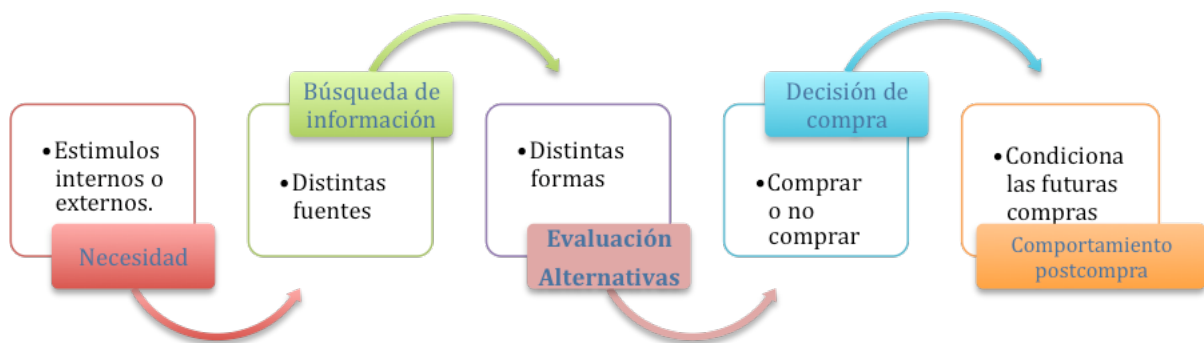 •Estimulos
internos o
externos.
Necesidad
Búsqueda de
información
•Distintas
fuentes
•Distintas
formas
Evaluación
Alternativas
Decisión de
compra
•Comprar
o no
comprar
•Condiciona
las futuras
compras
Comportamiento
postcompra